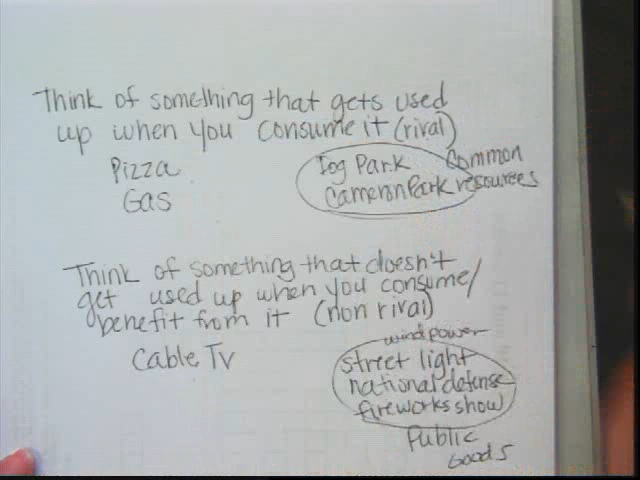 Think of something that gets used
up when you consume it (rival)
Pizza
Gas
Dog Park
Cameron Park
Common
resources
Think of something that doesn't
get used up when you consume/
benefit from it (non rival)
Cable TV
wind power
street light
national defense
fireworks show
Public
Goods